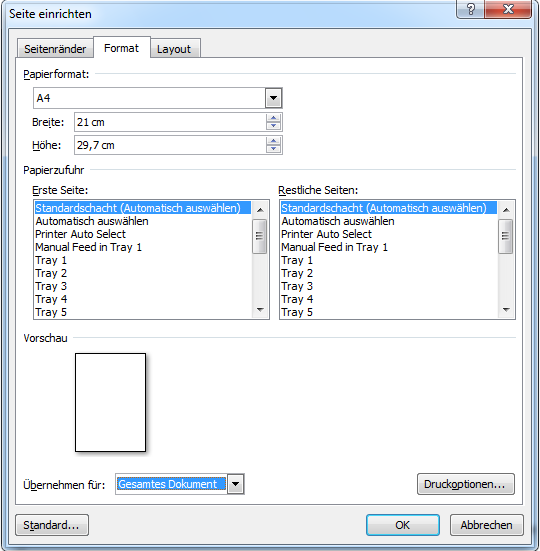 Seite einrichten
Seitenränder Format Layout
Papierformat:
A4
Breite: 21 cm
Höhe: 29,7 cm
Papierzufuhr
Erste Seite:
Standardschacht (Automatisch auswählen)
Automatisch auswählen
Printer Auto Select
Manual Feed in Tray 1
Tray 1
Tray 2
Tray 3
Tray 4
Tray 5
Restliche Seiten:
Standardschacht (Automatisch auswählen)
Automatisch auswählen
Printer Auto Select
Manual Feed in Tray 1
Tray 1
Tray 2
Tray 3
Tray 4
Tray 5
Vorschau
Übernehmen für: Gesamtes Dokument
Druckoptionen...
Standard... OK Abbrechen